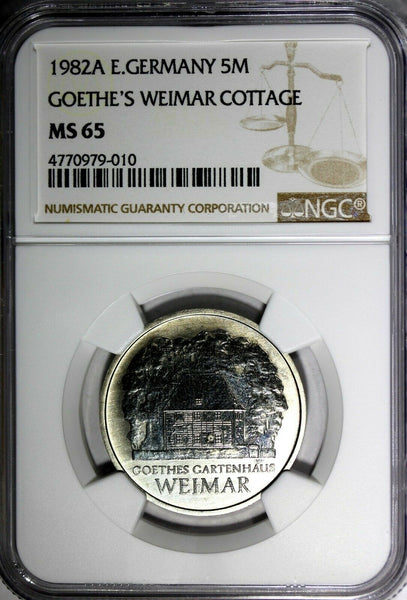 1982A E.GERMANY 5M
GOETHE'S WEIMAR COTTAGE
MS 65
4770979-010
NUMISMATIC GUARANTY CORPORATION NGC®
GOETHES GARTENHAUS
WEIMAR